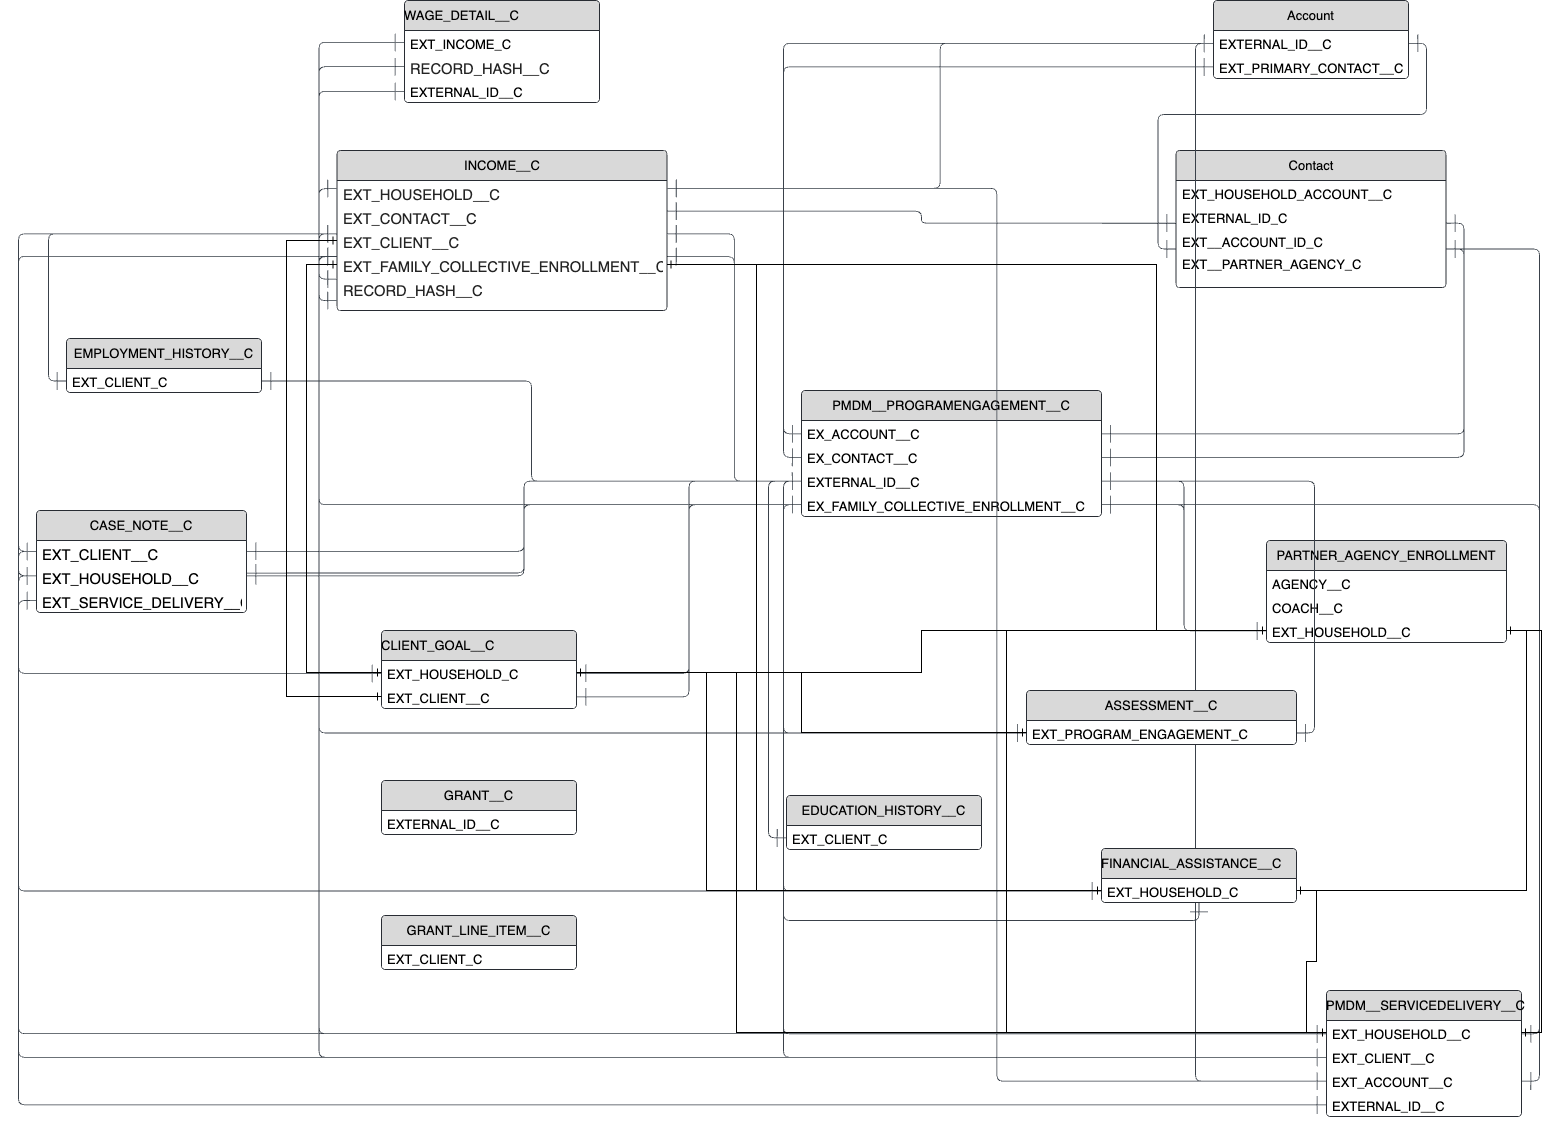 WAGE_DETAIL__C
EXT_INCOME_C
RECORD_HASH__C
EXTERNAL_ID__C
Account
EXTERNAL_ID__C
EXT_PRIMARY_CONTACT__C
INCOME__C
EXT_HOUSEHOLD__C
EXT_CONTACT__C
EXT_CLIENT__C
EXT_FAMILY_COLLECTIVE_ENROLLMENT__C
RECORD_HASH__C
Contact
EXT_HOUSEHOLD_ACCOUNT__C
EXTERNAL_ID_C
EXT__ACCOUNT_ID_C
EXT__PARTNER_AGENCY_C
EMPLOYMENT_HISTORY__C
EXT_CLIENT_C
PMDM__PROGRAMENGAGEMENT__C
EX_ACCOUNT__C
EX_CONTACT__C
EXTERNAL_ID__C
EX_FAMILY_COLLECTIVE_ENROLLMENT__C
CASE_NOTE__C
EXT_CLIENT__C
EXT_HOUSEHOLD__C
EXT_SERVICE_DELIVERY__(
PARTNER_AGENCY_ENROLLMENT
AGENCY__C
COACH__C
EXT_HOUSEHOLD__C
CLIENT_GOAL__C
EXT_HOUSEHOLD_C
EXT_CLIENT__C
ASSESSMENT__C
EXT_PROGRAM_ENGAGEMENT_C
GRANT__C
EXTERNAL_ID__C
EDUCATION_HISTORY__C
EXT_CLIENT_C
FINANCIAL_ASSISTANCE__C
EXT_HOUSEHOLD_C
GRANT_LINE_ITEM__C
EXT_CLIENT_C
PMDM__SERVICEDELIVERY__C
EXT_HOUSEHOLD__C
EXT_CLIENT__C
EXT_ACCOUNT__C
EXTERNAL_ID__C